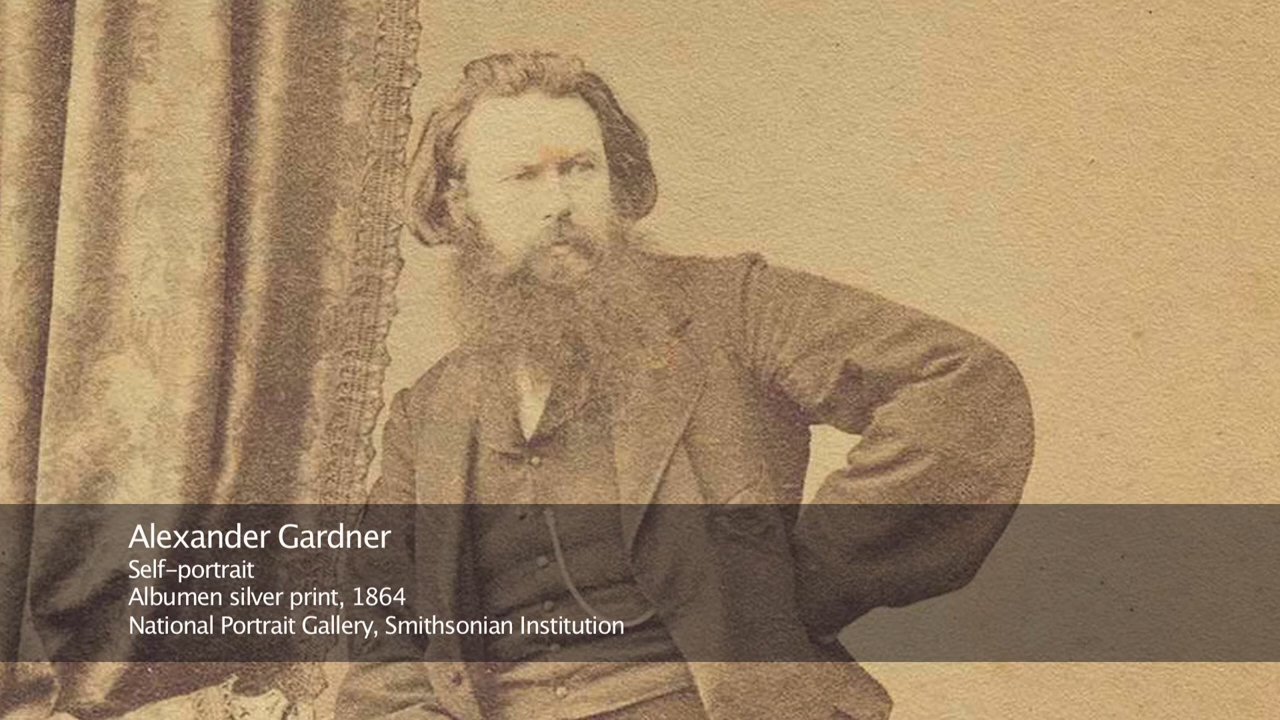 Alexander Gardner
Self-portrait
Albumen silver print, 1864
National Portrait Gallery, Smithsonian Institution